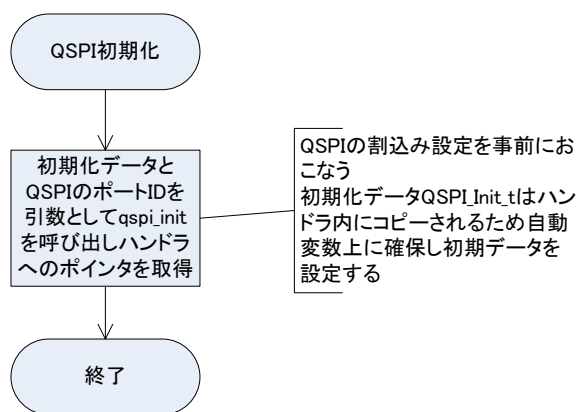 QSPI初期化
初期化データと
QSPIのポートIDを
引数としてqspi_init
を呼び出しハンドラ
へのポインタを取得
QSPIの割込み設定を事前にお
こなう
初期化データQSPI_Init_tはハン
ドラ内にコピーされるため自動
変数上に確保し初期データを
設定する
終了